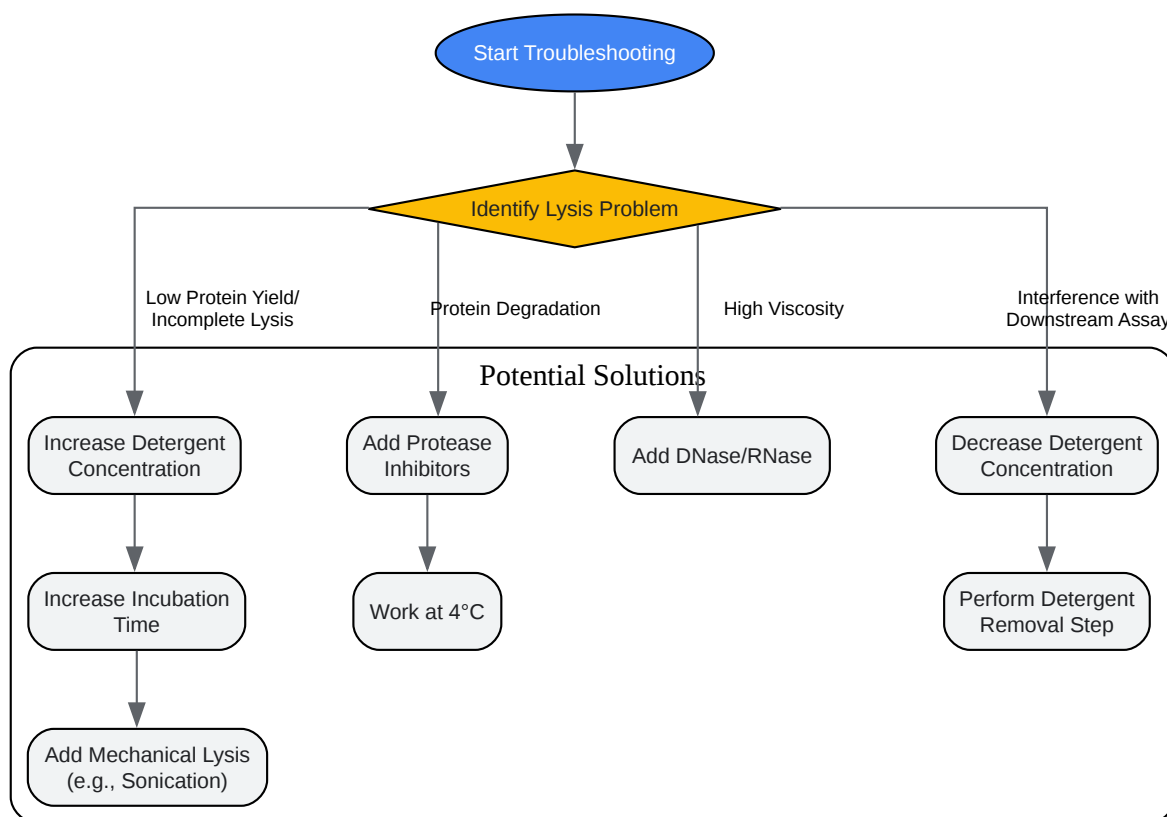 Start Troubleshooting
Identify Lysis Problem
Low Protein Yield/
Incomplete Lysis
Protein Degradation
High Viscosity
Interference with
Downstream Assay
Potential Solutions
Increase Detergent
Concentration
Add Protease
Inhibitors
Add DNase/RNase
Decrease Detergent
Concentration
Increase Incubation
Time
Work at 4°C
Perform Detergent
Removal Step
Add Mechanical Lysis
(e.g., Sonication)